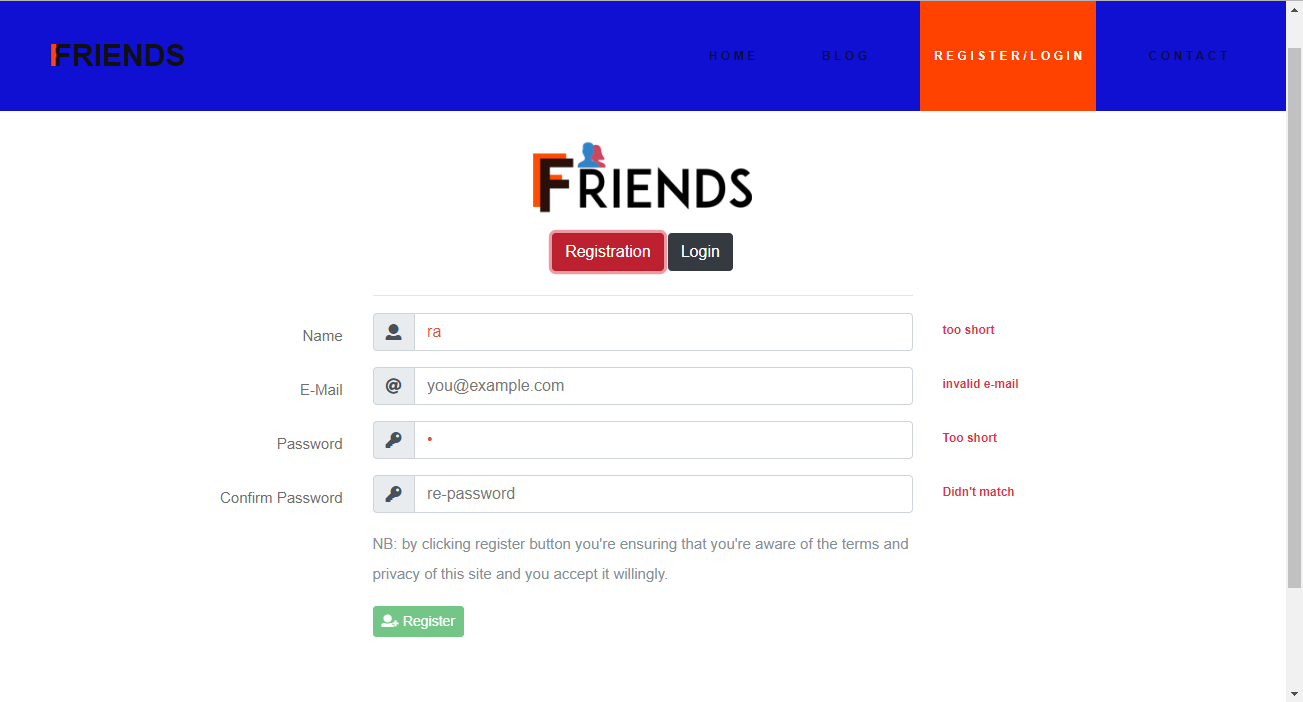 FRIENDS
HOME BLOG REGISTER/LOGIN CONTACT
FRIENDS
Registration Login
Name ra too short
E-Mail @ you@example.com invalid e-mail
Password • Too short
Confirm Password re-password Didn't match
NB: by clicking register button you're ensuring that you're aware of the terms and
privacy of this site and you accept it willingly.
Register